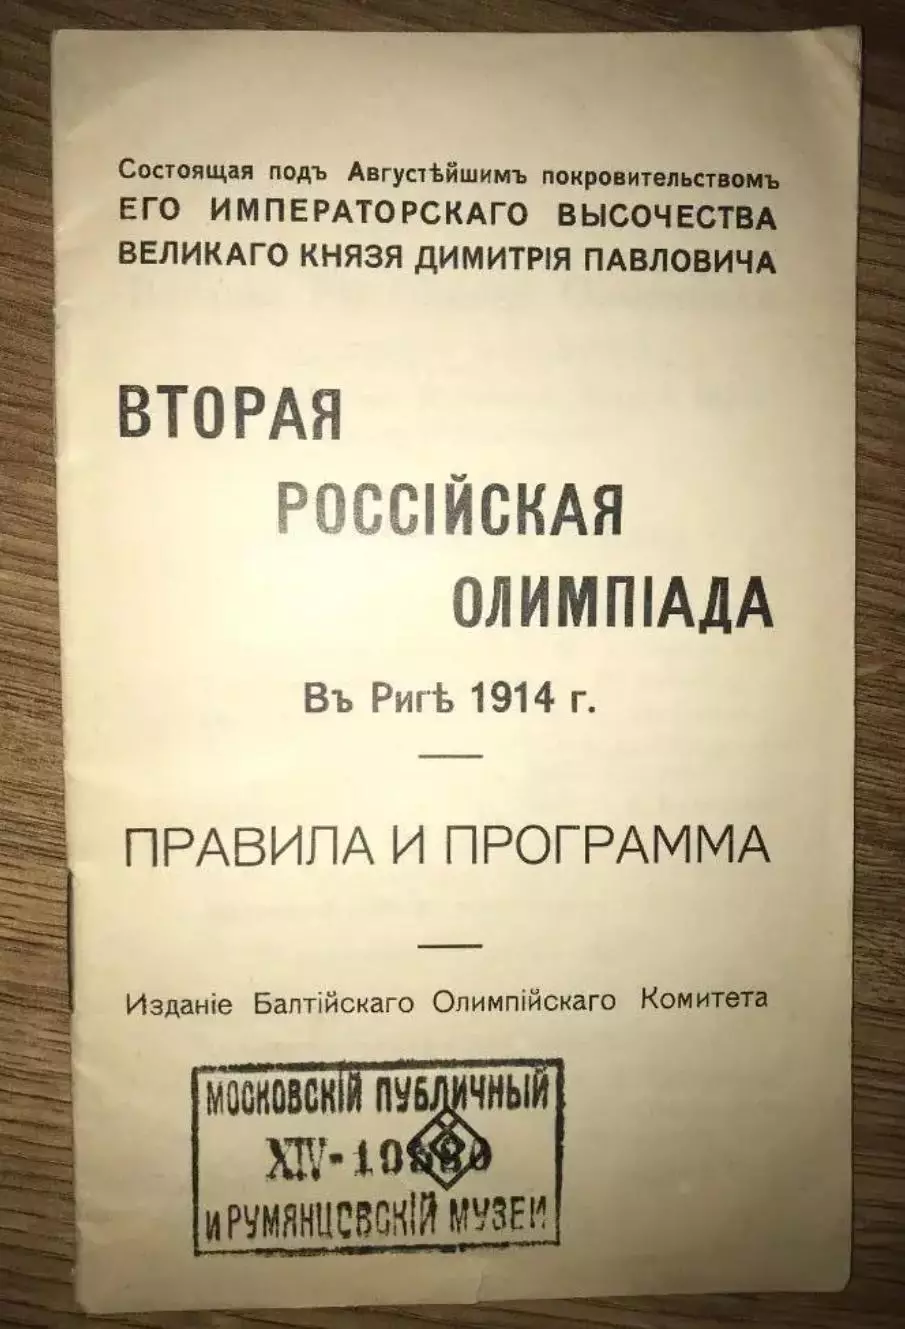 Состоящая подъ Августѣйшимъ покровительствомъ
ЕГО ИМПЕРАТОРСКАГО ВЫСОЧЕСТВА
ВЕЛИКАГО КНЯЗЯ ДИМИТРІЯ ПАВЛОВИЧА
ВТОРАЯ
РОССІЙСКАЯ
ОЛИМПІАДА
Въ Ригѣ 1914 г.
ПРАВИЛА И ПРОГРАММА
Изданіе Балтійскаго Олимпійскаго Комитета
МОСКОВСКІЙ ПУБЛИЧНЫЙ
И РУМЯНЦЕВСКІЙ МУЗЕИ